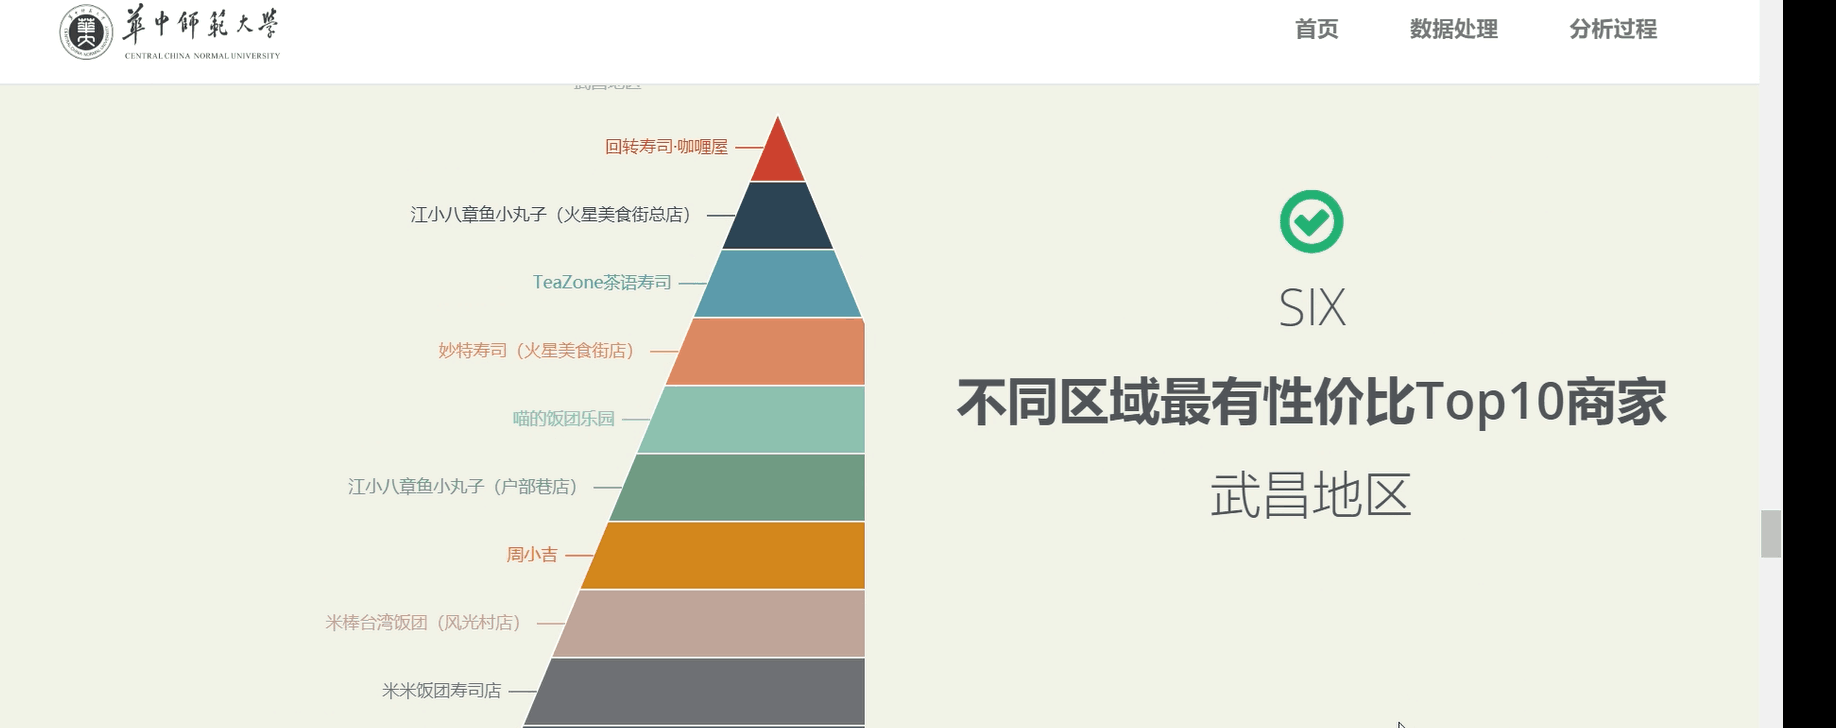 華中師範大學
CENTRAL CHINA NORMAL UNIVERSITY
首页
数据处理
分析过程
武昌地区
回转寿司·咖喱屋
江小八章鱼小丸子（火星美食街总店）
TeaZone茶语寿司
妙特寿司（火星美食街店）
喵的饭团乐园
江小八章鱼小丸子（户部巷店）
周小吉
米棒台湾饭团（风光村店）
米米饭团寿司店
SIX
不同区域最有性价比Top10商家
武昌地区